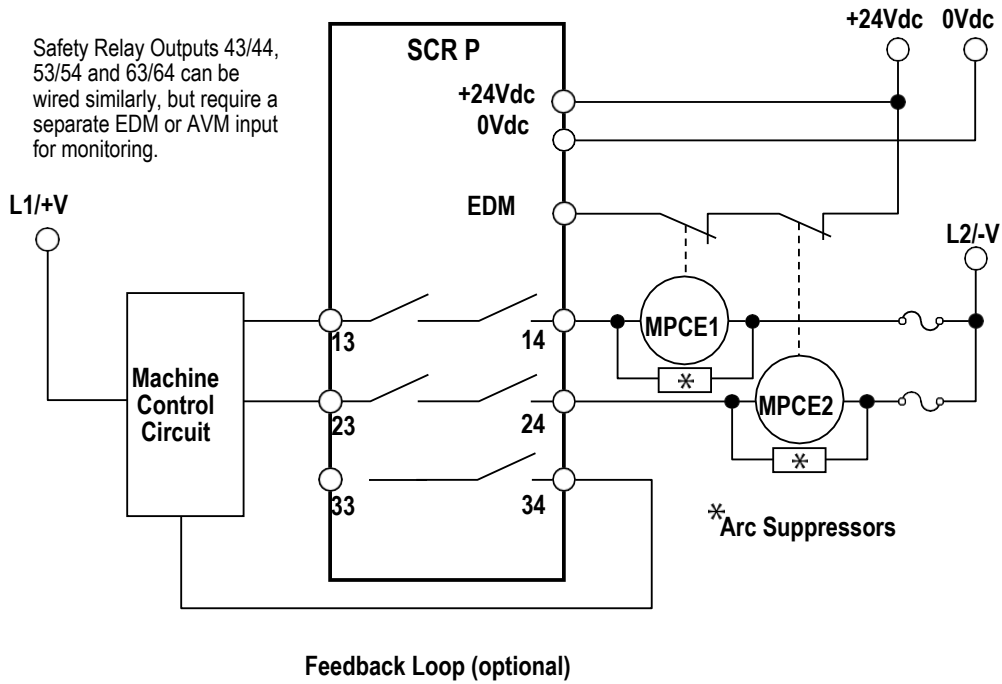 +24Vdc 0Vdc
Safety Relay Outputs 43/44,
53/54 and 63/64 can be
wired similarly, but require a
separate EDM or AVM input
for monitoring.
SCR P
+24Vdc
0Vdc
L1/+V
EDM
L2/-V
13
14
MPCE1
*
Machine
Control
Circuit
23
24
MPCE2
*
33
34
*Arc Suppressors
Feedback Loop (optional)